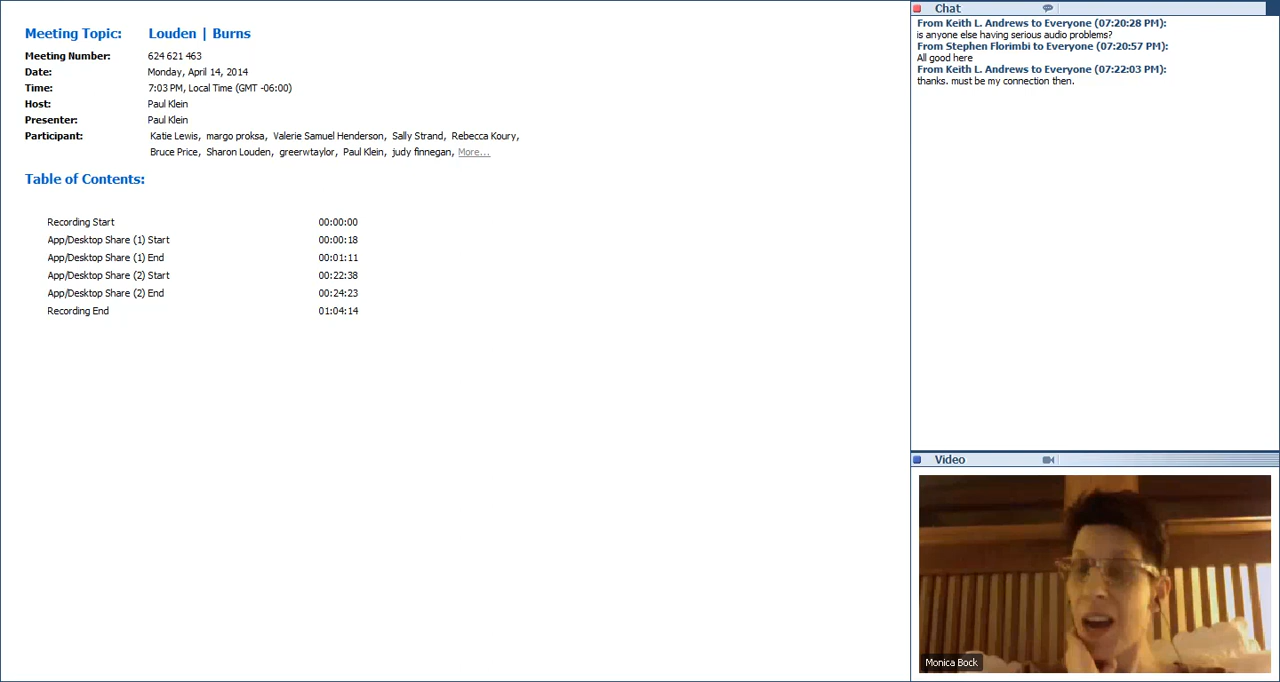 Meeting Topic: Louden | Burns
Meeting Number: 624 621 463
Date: Monday, April 14, 2014
Time: 7:03 PM, Local Time (GMT -06:00)
Host: Paul Klein
Presenter: Paul Klein
Participant: Katie Lewis, margo proksa, Valerie Samuel Henderson, Sally Strand, Rebecca Koury,
Bruce Price, Sharon Louden, greerwtaylor, Paul Klein, judy finnegan, More...
Table of Contents:
Recording Start 00:00:00
App/Desktop Share (1) Start 00:00:18
App/Desktop Share (1) End 00:01:11
App/Desktop Share (2) Start 00:22:38
App/Desktop Share (2) End 00:24:23
Recording End 01:04:14
Chat
From Keith L. Andrews to Everyone (07:20:28 PM):
is anyone else having serious audio problems?
From Stephen Florimbi to Everyone (07:20:57 PM):
All good here
From Keith L. Andrews to Everyone (07:22:03 PM):
thanks. must be my connection then.
Video
Monica Bock